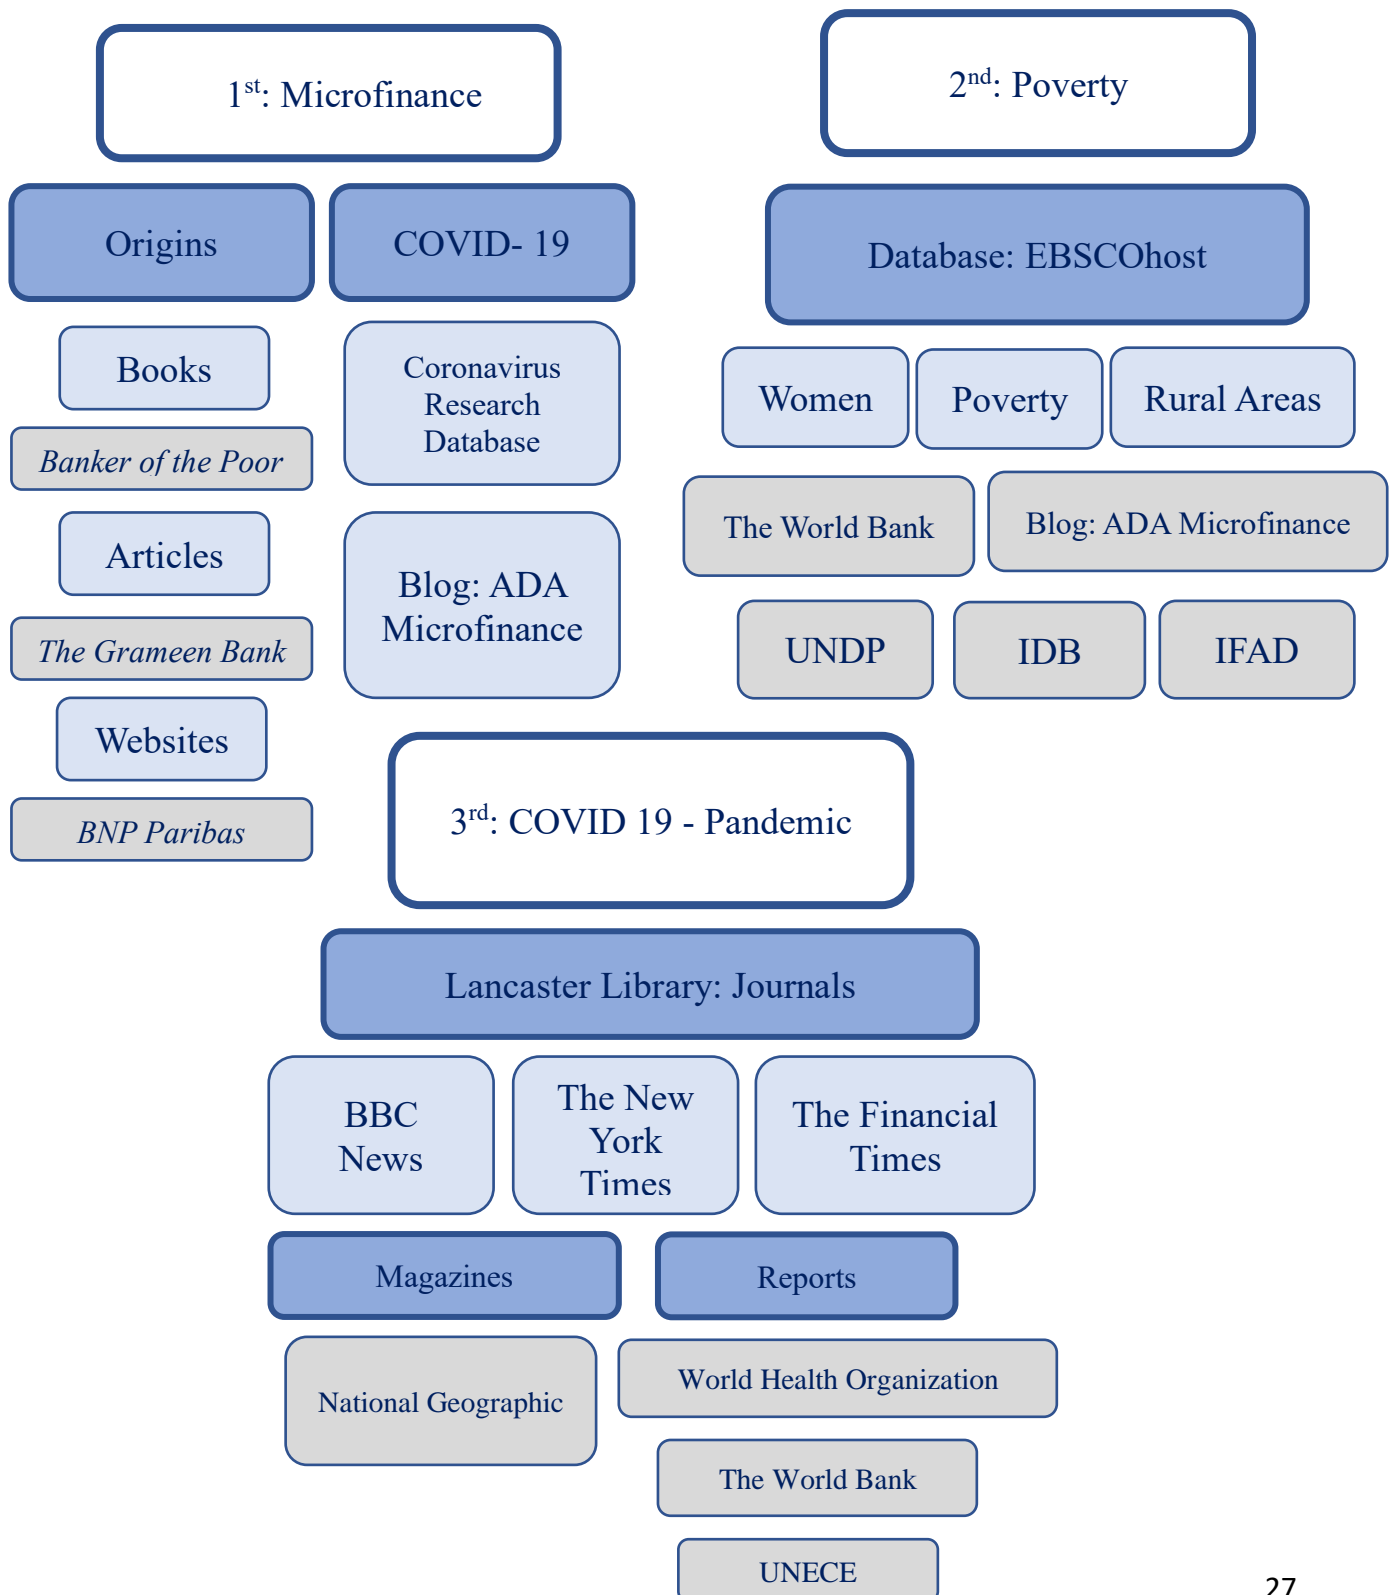 1st: Microfinance
2nd: Poverty
Origins
COVID- 19
Database: EBSCOhost
Books
Coronavirus
Research
Database
Women
Poverty
Rural Areas
Banker of the Poor
The World Bank
Blog: ADA Microfinance
Articles
Blog: ADA
Microfinance
The Grameen Bank
UNDP
IDB
IFAD
Websites
BNP Paribas
3rd: COVID 19 - Pandemic
Lancaster Library: Journals
BBC
News
The New
York
Times
The Financial
Times
Magazines
Reports
National Geographic
World Health Organization
The World Bank
UNECE
27